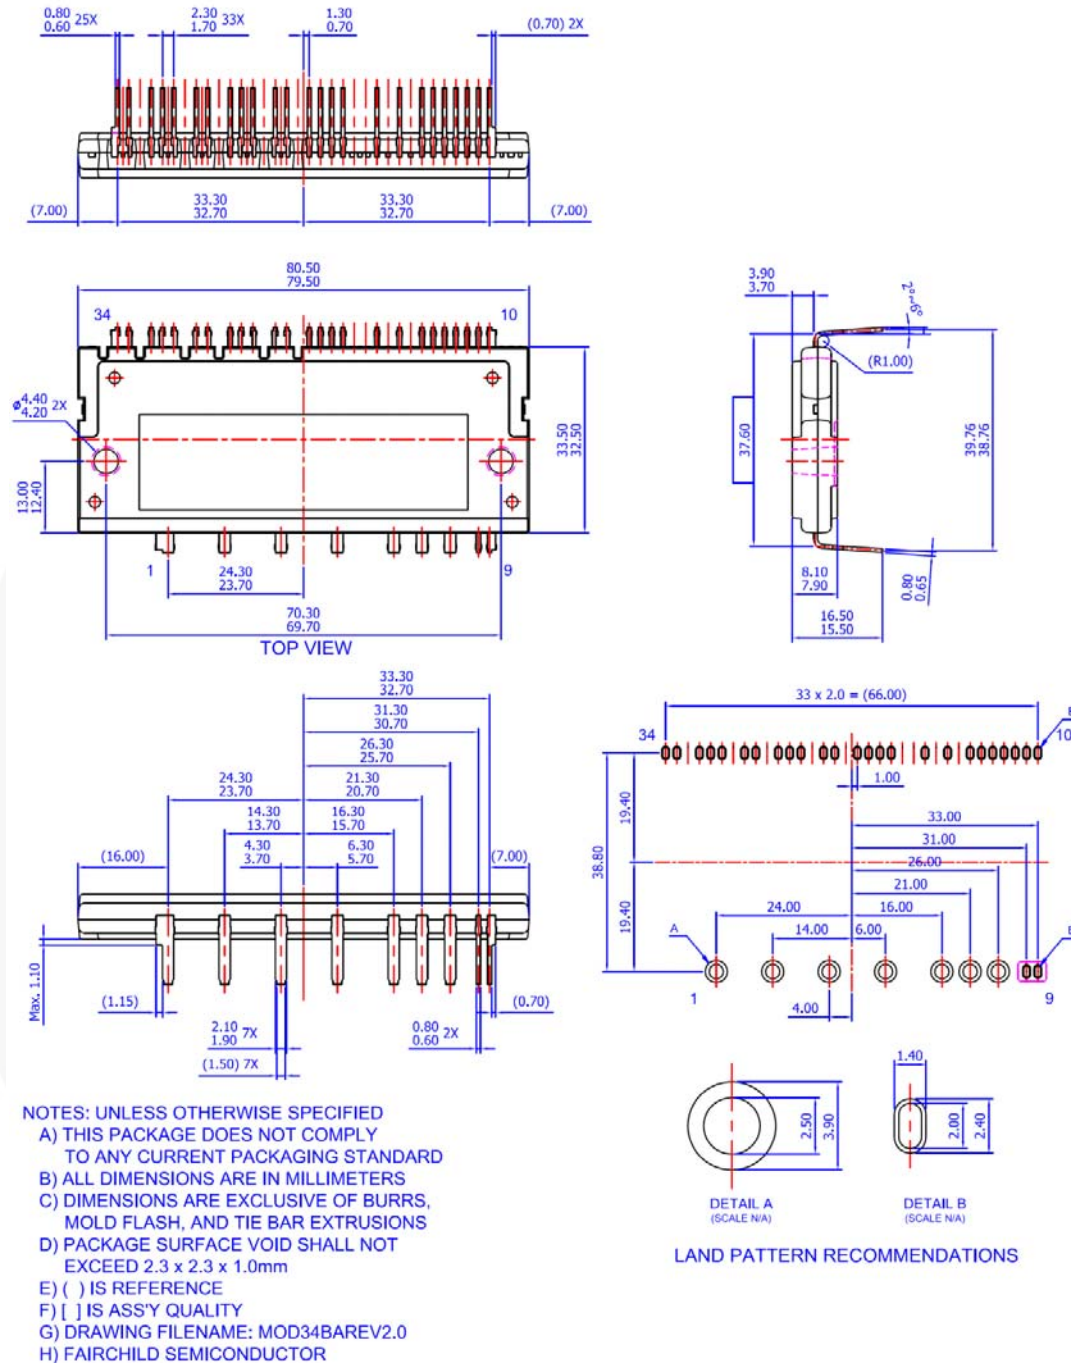 0.80
0.60 25X
2.30
1.70 33X
1.30
0.70
(0.70) 2X
(7.00)
33.30
32.70
33.30
32.70
(7.00)
80.50
79.50
34
10
ø4.40
4.20 2X
13.00
12.40
33.50
32.50
1
9
24.30
23.70
70.30
69.70
TOP VIEW
3.90
3.70
2°~6°
(R1.00)
37.60
39.76
38.76
8.10
7.90
0.80
0.65
16.50
15.50
33.30
32.70
31.30
30.70
26.30
25.70
24.30
23.70
21.30
20.70
14.30
13.70
16.30
15.70
(16.00)
4.30
3.70
6.30
5.70
(7.00)
Max. 1.10
(1.15)
(0.70)
2.10
1.90 7X
0.80
0.60 2X
(1.50) 7X
33 x 2.0 = (66.00)
34
10
1.00
19.40
38.80
19.40
33.00
31.00
26.00
21.00
24.00
16.00
A
14.00
6.00
1
9
4.00
2.50
3.90
1.40
2.00
2.40
DETAIL A
(SCALE N/A)
DETAIL B
(SCALE N/A)
LAND PATTERN RECOMMENDATIONS
NOTES: UNLESS OTHERWISE SPECIFIED
A) THIS PACKAGE DOES NOT COMPLY
TO ANY CURRENT PACKAGING STANDARD
B) ALL DIMENSIONS ARE IN MILLIMETERS
C) DIMENSIONS ARE EXCLUSIVE OF BURRS,
MOLD FLASH, AND TIE BAR EXTRUSIONS
D) PACKAGE SURFACE VOID SHALL NOT
EXCEED 2.3 x 2.3 x 1.0mm
E) ( ) IS REFERENCE
F) [ ] IS ASS'Y QUALITY
G) DRAWING FILENAME: MOD34BAREV2.0
H) FAIRCHILD SEMICONDUCTOR